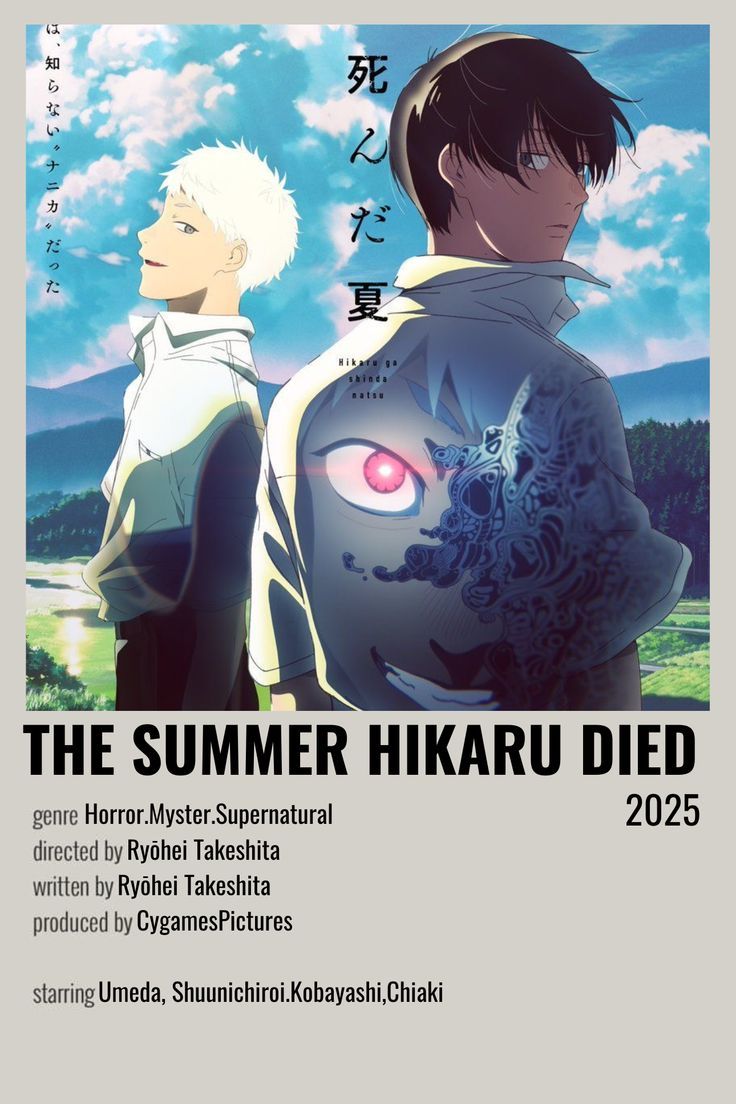 は、知らない〝ナニカ〟だった
死んだ夏
Hikaru ga
shinda
natsu
THE SUMMER HIKARU DIED
2025
genre Horror.Myster.Supernatural
directed by Ryōhei Takeshita
written by Ryōhei Takeshita
produced by CygamesPictures
starring Umeda, Shuunichiroi.Kobayashi,Chiaki